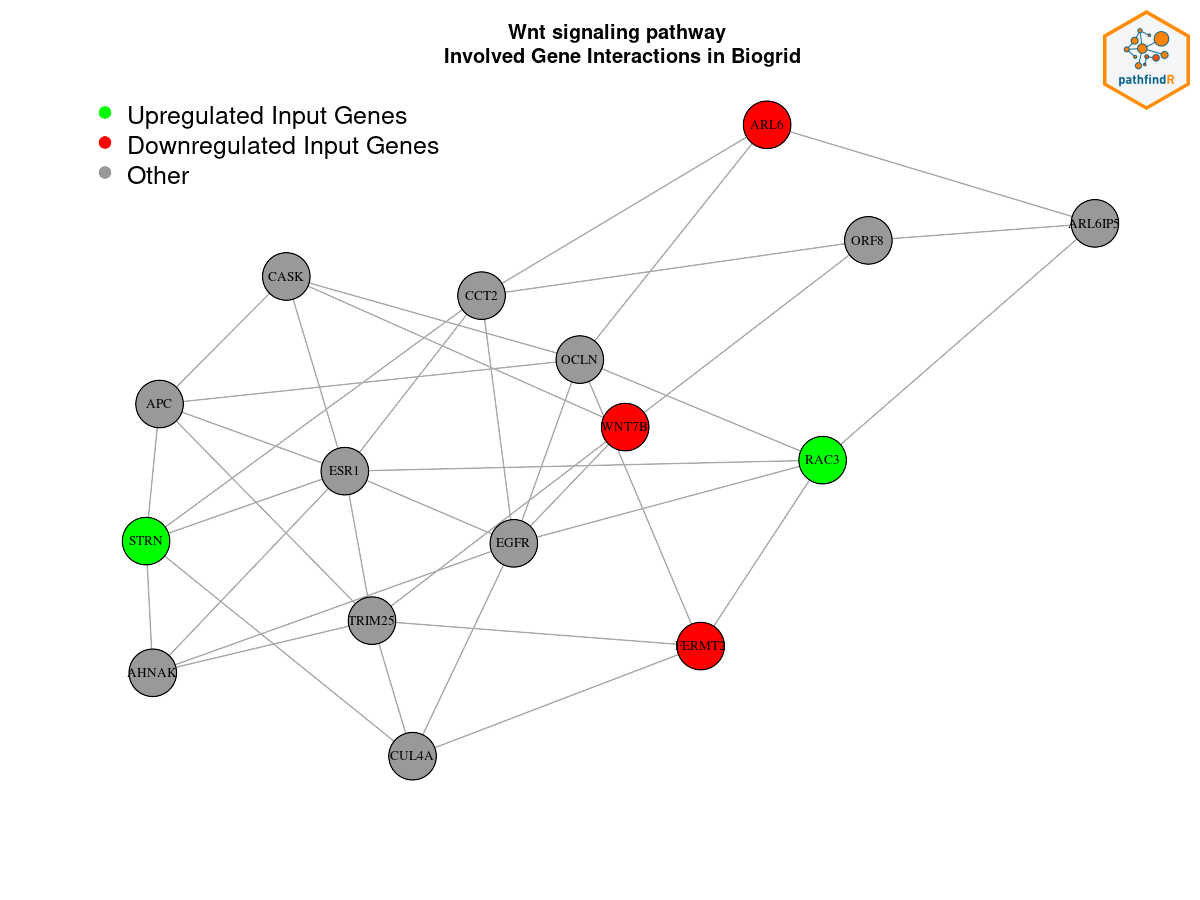 Wnt signaling pathway
Involved Gene Interactions in Biogrid
pathfindR
Upregulated Input Genes
Downregulated Input Genes
Other
ARL6
ARL6IP5
ORF8
CASK
CCT2
OCLN
APC
WNT7B
RAC3
ESR1
STRN
EGFR
TRIM25
FERMT2
AHNAK
CUL4A